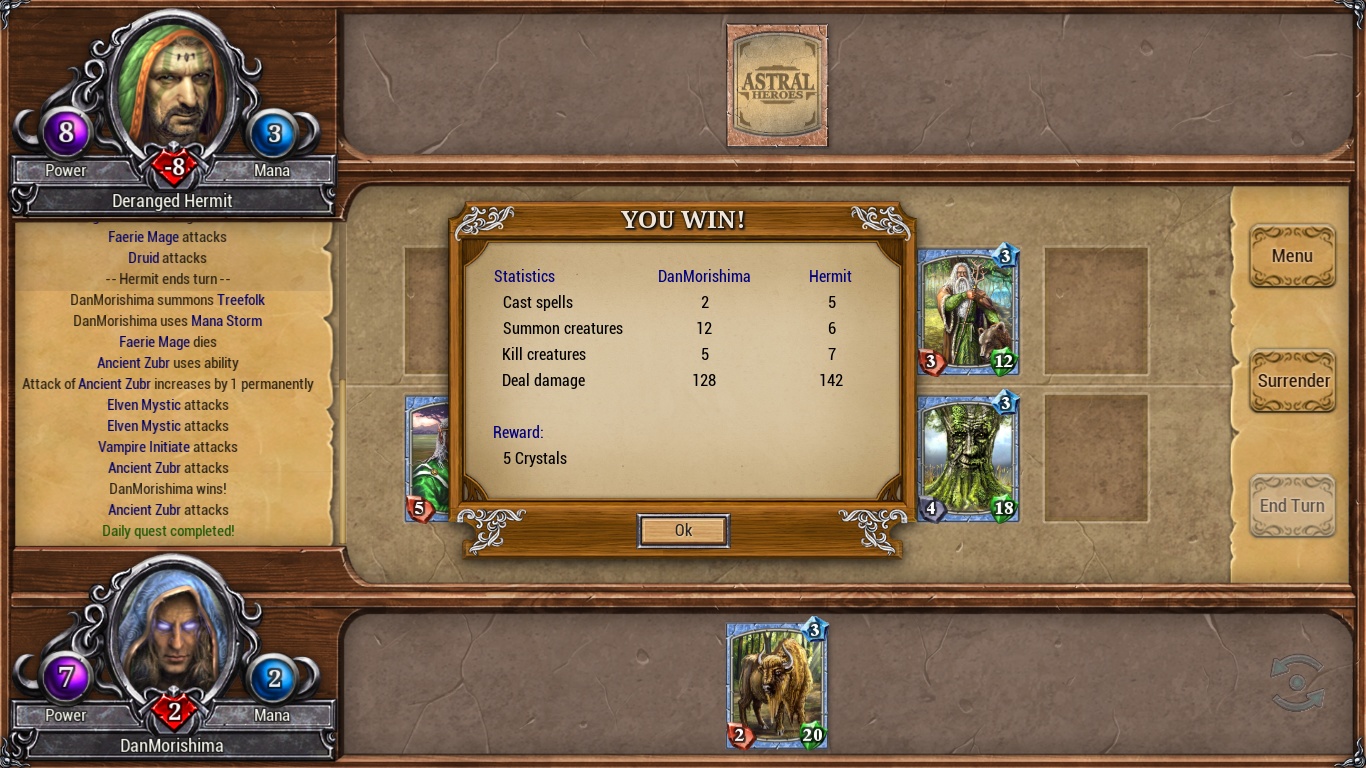 ASTRAL
HEROES
8
3
-8
Power
Mana
Deranged Hermit
Faerie Mage attacks
Druid attacks
-- Hermit ends turn --
DanMorishima summons Treefolk
DanMorishima uses Mana Storm
Faerie Mage dies
Ancient Zubr uses ability
Attack of Ancient Zubr increases by 1 permanently
Elven Mystic attacks
Elven Mystic attacks
Vampire Initiate attacks
Ancient Zubr attacks
DanMorishima wins!
Ancient Zubr attacks
Daily quest completed!
YOU WIN!
Statistics DanMorishima Hermit
Cast spells 2 5
Summon creatures 12 6
Kill creatures 5 7
Deal damage 128 142
Reward:
5 Crystals
Ok
3
3 12
5
3
4 18
Menu
Surrender
End Turn
7
2
2
Power
Mana
DanMorishima
3
2 20